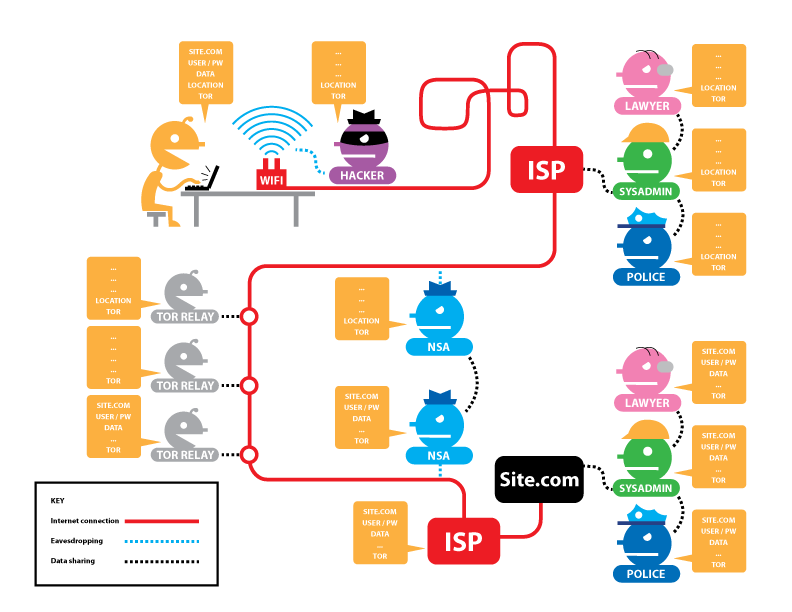 SITE.COM
USER / PW
DATA
LOCATION
TOR
...
...
...
LOCATION
TOR
WIFI
HACKER
ISP
...
...
...
LOCATION
TOR
LAWYER
...
...
...
LOCATION
TOR
SYSADMIN
...
...
...
LOCATION
TOR
POLICE
...
...
...
LOCATION
TOR
TOR RELAY
...
...
...
...
TOR
TOR RELAY
SITE.COM
USER / PW
DATA
...
TOR
TOR RELAY
...
...
...
LOCATION
TOR
NSA
SITE.COM
USER / PW
DATA
...
TOR
NSA
SITE.COM
USER / PW
DATA
...
TOR
LAWYER
Site.com
SITE.COM
USER / PW
DATA
...
TOR
SYSADMIN
SITE.COM
USER / PW
DATA
...
TOR
ISP
SITE.COM
USER / PW
DATA
...
TOR
POLICE
KEY
Internet connection
Eavesdropping
Data sharing